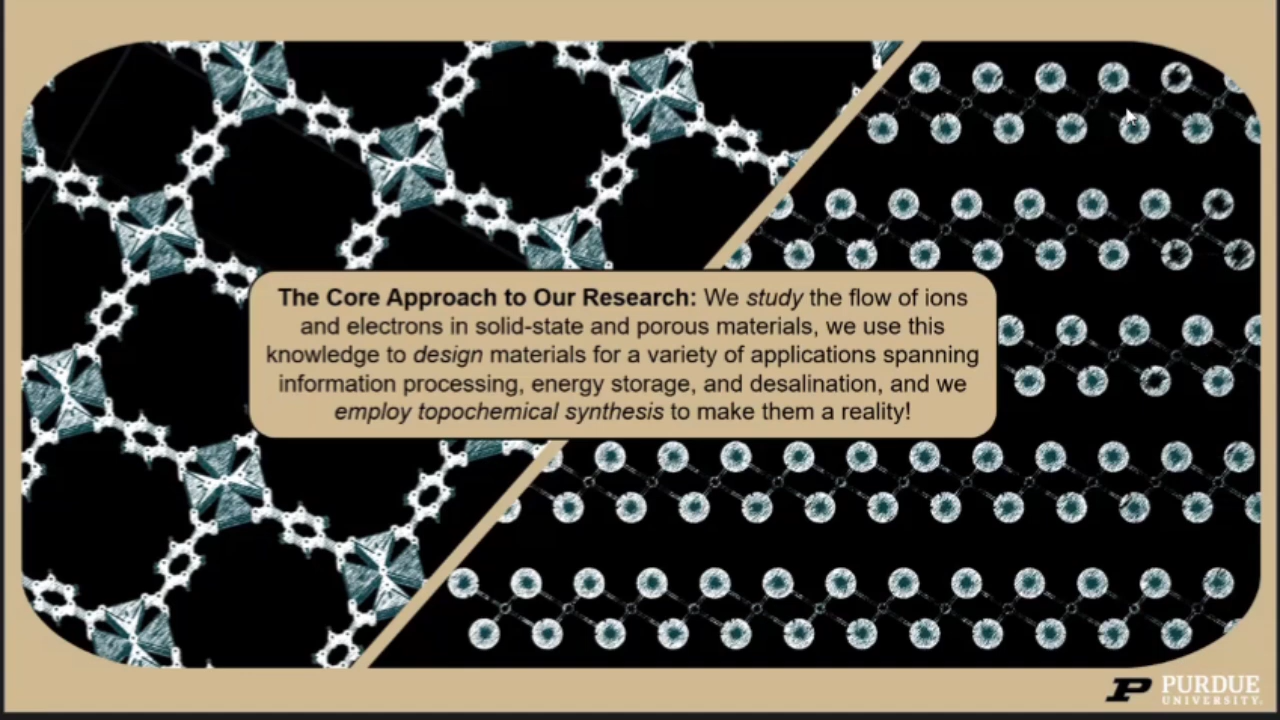 The Core Approach to Our Research: We study the flow of ions
and electrons in solid-state and porous materials, we use this
knowledge to design materials for a variety of applications spanning
information processing, energy storage, and desalination, and we
employ topochemical synthesis to make them a reality!
P PURDUE
UNIVERSITY.